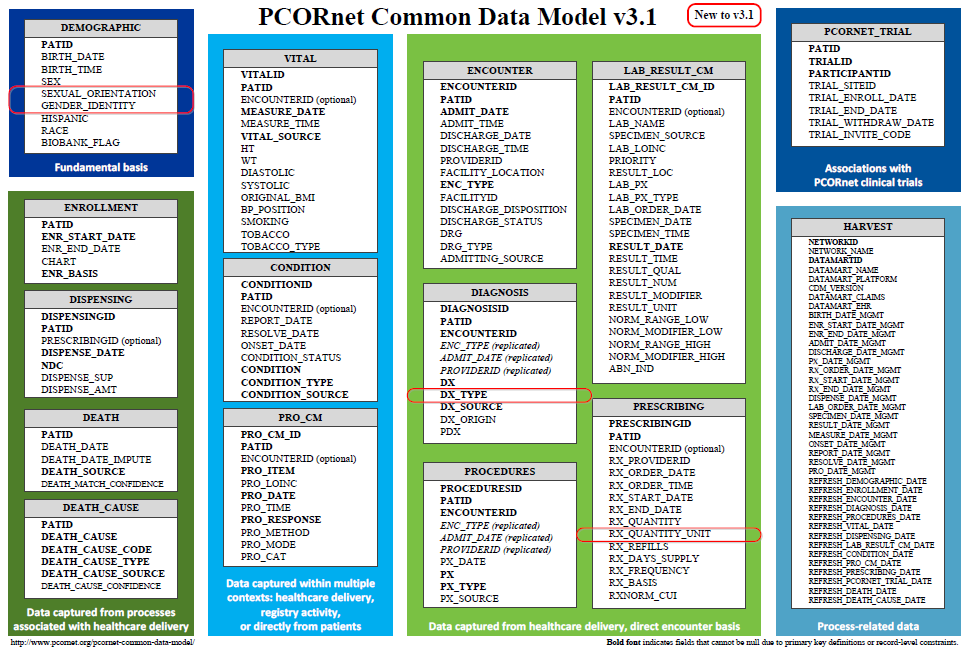 PCORnet Common Data Model v3.1
New to v3.1
DEMOGRAPHIC
PATID
BIRTH_DATE
BIRTH_TIME
SEX
SEXUAL_ORIENTATION
GENDER_IDENTITY
HISPANIC
RACE
BIOBANK_FLAG
Fundamental basis
ENROLLMENT
PATID
ENR_START_DATE
ENR_END_DATE
CHART
ENR_BASIS
DISPENSING
DISPENSINGID
PATID
PRESCRIBINGID (optional)
DISPENSE_DATE
NDC
DISPENSE_SUP
DISPENSE_AMT
DEATH
PATID
DEATH_DATE
DEATH_DATE_IMPUTE
DEATH_SOURCE
DEATH_MATCH_CONFIDENCE
DEATH_CAUSE
PATID
DEATH_CAUSE
DEATH_CAUSE_CODE
DEATH_CAUSE_TYPE
DEATH_CAUSE_SOURCE
DEATH_CAUSE_CONFIDENCE
Data captured from processes
associated with healthcare delivery
VITAL
VITALID
PATID
ENCOUNTERID (optional)
MEASURE_DATE
MEASURE_TIME
VITAL_SOURCE
HT
WT
DIASTOLIC
SYSTOLIC
ORIGINAL_BMI
BP_POSITION
SMOKING
TOBACCO
TOBACCO_TYPE
CONDITION
CONDITIONID
PATID
ENCOUNTERID (optional)
REPORT_DATE
RESOLVE_DATE
ONSET_DATE
CONDITION_STATUS
CONDITION
CONDITION_TYPE
CONDITION_SOURCE
PRO_CM
PRO_CM_ID
PATID
ENCOUNTERID (optional)
PRO_ITEM
PRO_LOINC
PRO_DATE
PRO_TIME
PRO_RESPONSE
PRO_METHOD
PRO_MODE
PRO_CAT
Data captured within multiple
contexts: healthcare delivery,
registry activity,
or directly from patients
ENCOUNTER
ENCOUNTERID
PATID
ADMIT_DATE
ADMIT_TIME
DISCHARGE_DATE
DISCHARGE_TIME
PROVIDERID
FACILITY_LOCATION
ENC_TYPE
FACILITYID
DISCHARGE_DISPOSITION
DISCHARGE_STATUS
DRG
DRG_TYPE
ADMITTING_SOURCE
DIAGNOSIS
DIAGNOSISID
PATID
ENCOUNTERID
ENC_TYPE (replicated)
ADMIT_DATE (replicated)
PROVIDERID (replicated)
DX
DX_TYPE
DX_SOURCE
DX_ORIGIN
PDX
PROCEDURES
PROCEDURESID
PATID
ENCOUNTERID
ENC_TYPE (replicated)
ADMIT_DATE (replicated)
PROVIDERID (replicated)
PX_DATE
PX
PX_TYPE
PX_SOURCE
LAB_RESULT_CM
LAB_RESULT_CM_ID
PATID
ENCOUNTERID (optional)
LAB_NAME
SPECIMEN_SOURCE
LAB_LOINC
PRIORITY
RESULT_LOC
LAB_PX
LAB_PX_TYPE
LAB_ORDER_DATE
SPECIMEN_DATE
SPECIMEN_TIME
RESULT_DATE
RESULT_TIME
RESULT_QUAL
RESULT_NUM
RESULT_MODIFIER
RESULT_UNIT
NORM_RANGE_LOW
NORM_MODIFIER_LOW
NORM_RANGE_HIGH
NORM_MODIFIER_HIGH
ABN_IND
PRESCRIBING
PRESCRIBINGID
PATID
ENCOUNTERID (optional)
RX_PROVIDERID
RX_ORDER_DATE
RX_ORDER_TIME
RX_START_DATE
RX_END_DATE
RX_QUANTITY
RX_QUANTITY_UNIT
RX_REFILLS
RX_DAYS_SUPPLY
RX_FREQUENCY
RX_BASIS
RXNORM_CUI
Data captured from healthcare delivery, direct encounter basis
PCORNET_TRIAL
PATID
TRIALID
PARTICIPANTID
TRIAL_SITEID
TRIAL_ENROLL_DATE
TRIAL_END_DATE
TRIAL_WITHDRAW_DATE
TRIAL_INVITE_CODE
Associations with
PCORnet clinical trials
HARVEST
NETWORKID
NETWORK_NAME
DATAMARTID
DATAMART_NAME
DATAMART_PLATFORM
CDM_VERSION
DATAMART_CLAIMS
DATAMART_EHR
BIRTH_DATE_MGMT
ENR_START_DATE_MGMT
ENR_END_DATE_MGMT
ADMIT_DATE_MGMT
DISCHARGE_DATE_MGMT
PX_DATE_MGMT
RX_ORDER_DATE_MGMT
RX_START_DATE_MGMT
RX_END_DATE_MGMT
DISPENSE_DATE_MGMT
LAB_ORDER_DATE_MGMT
SPECIMEN_DATE_MGMT
RESULT_DATE_MGMT
MEASURE_DATE_MGMT
ONSET_DATE_MGMT
REPORT_DATE_MGMT
RESOLVE_DATE_MGMT
PRO_DATE_MGMT
REFRESH_DEMOGRAPHIC_DATE
REFRESH_ENROLLMENT_DATE
REFRESH_ENCOUNTER_DATE
REFRESH_DIAGNOSIS_DATE
REFRESH_PROCEDURES_DATE
REFRESH_VITAL_DATE
REFRESH_DISPENSING_DATE
REFRESH_LAB_RESULT_CM_DATE
REFRESH_CONDITION_DATE
REFRESH_PRO_CM_DATE
REFRESH_PRESCRIBING_DATE
REFRESH_PCORNET_TRIAL_DATE
REFRESH_DEATH_DATE
REFRESH_DEATH_CAUSE_DATE
Process-related data
http://www.pcornet.org/pcornet-common-data-model/
Bold font indicates fields that cannot be null due to primary key definitions or record-level constraints.